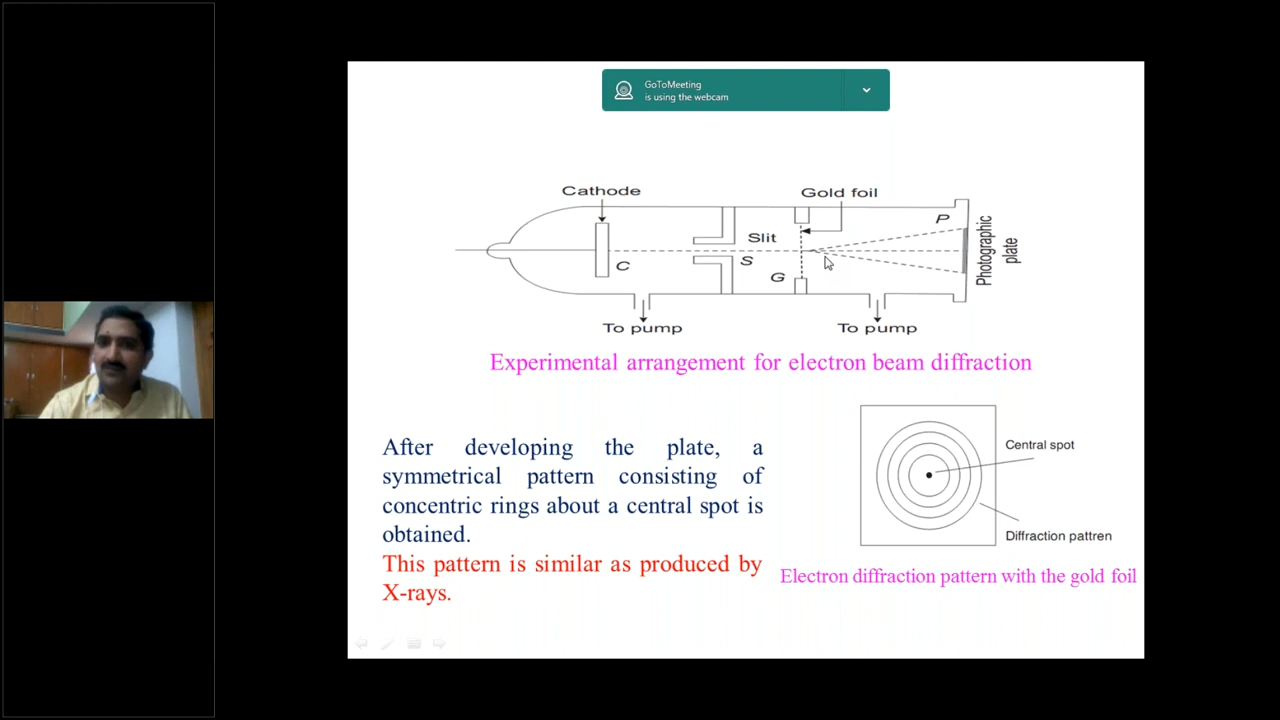 GoToMeeting
is using the webcam
Cathode
Gold foil
P
Slit
C
S
G
Photographic
plate
To pump
To pump
Experimental arrangement for electron beam diffraction
After developing the plate, a
symmetrical pattern consisting of
concentric rings about a central spot is
obtained.
This pattern is similar as produced by
X-rays.
Central spot
Diffraction pattren
Electron diffraction pattern with the gold foil